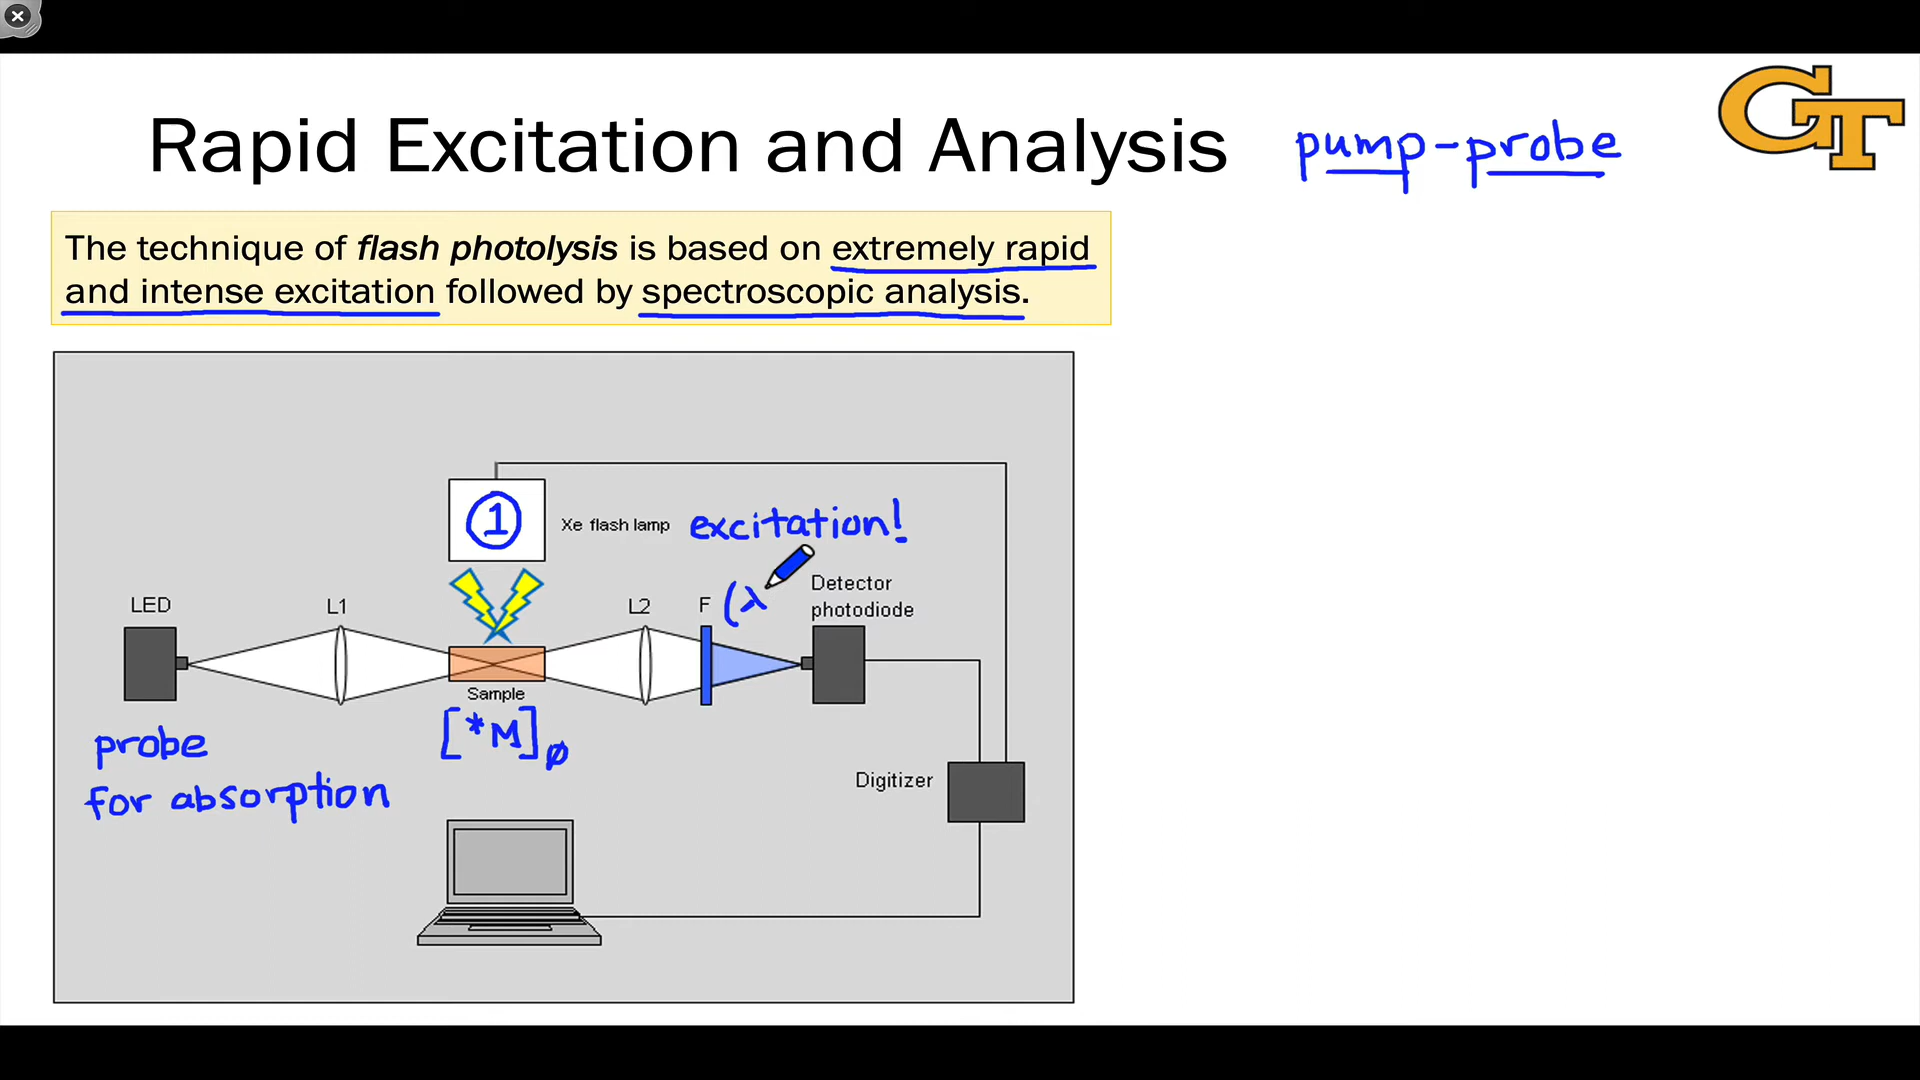 Rapid Excitation and Analysis
pump-probe
GT
The technique of flash photolysis is based on extremely rapid
and intense excitation followed by spectroscopic analysis.
1
Xe flash lamp
excitation!
LED
L1
L2
F
(λ
Detector
photodiode
Sample
[*M]0
probe
for absorption
Digitizer